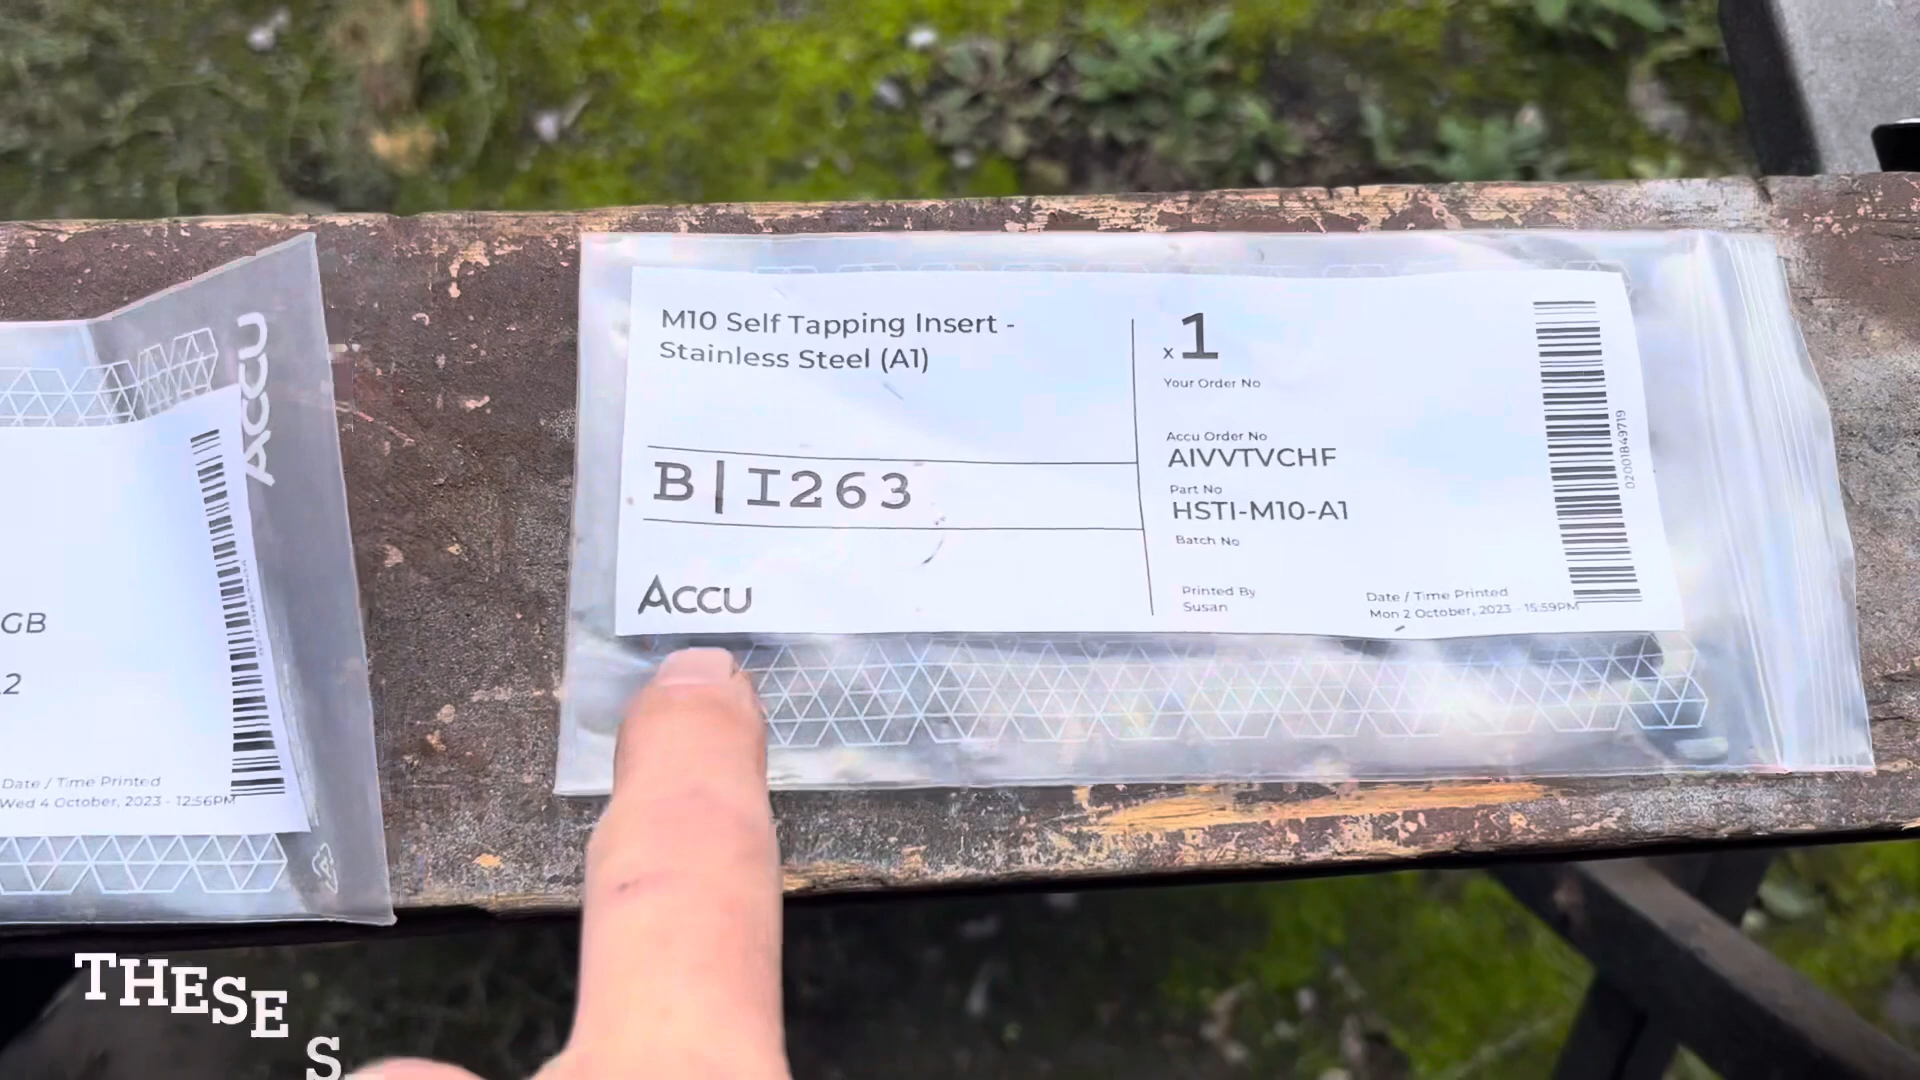 ACCU
GB
.2
Date / Time Printed
Wed 4 October, 2023 - 12:56PM
M10 Self Tapping Insert -
Stainless Steel (A1)
B|I263
ACCU
x 1
Your Order No
Accu Order No
AIVVTVCHF
Part No
HSTI-M10-A1
Batch No
Printed By
Susan
Date / Time Printed
Mon 2 October, 2023 - 15:59PM
02001849719
THESE
S